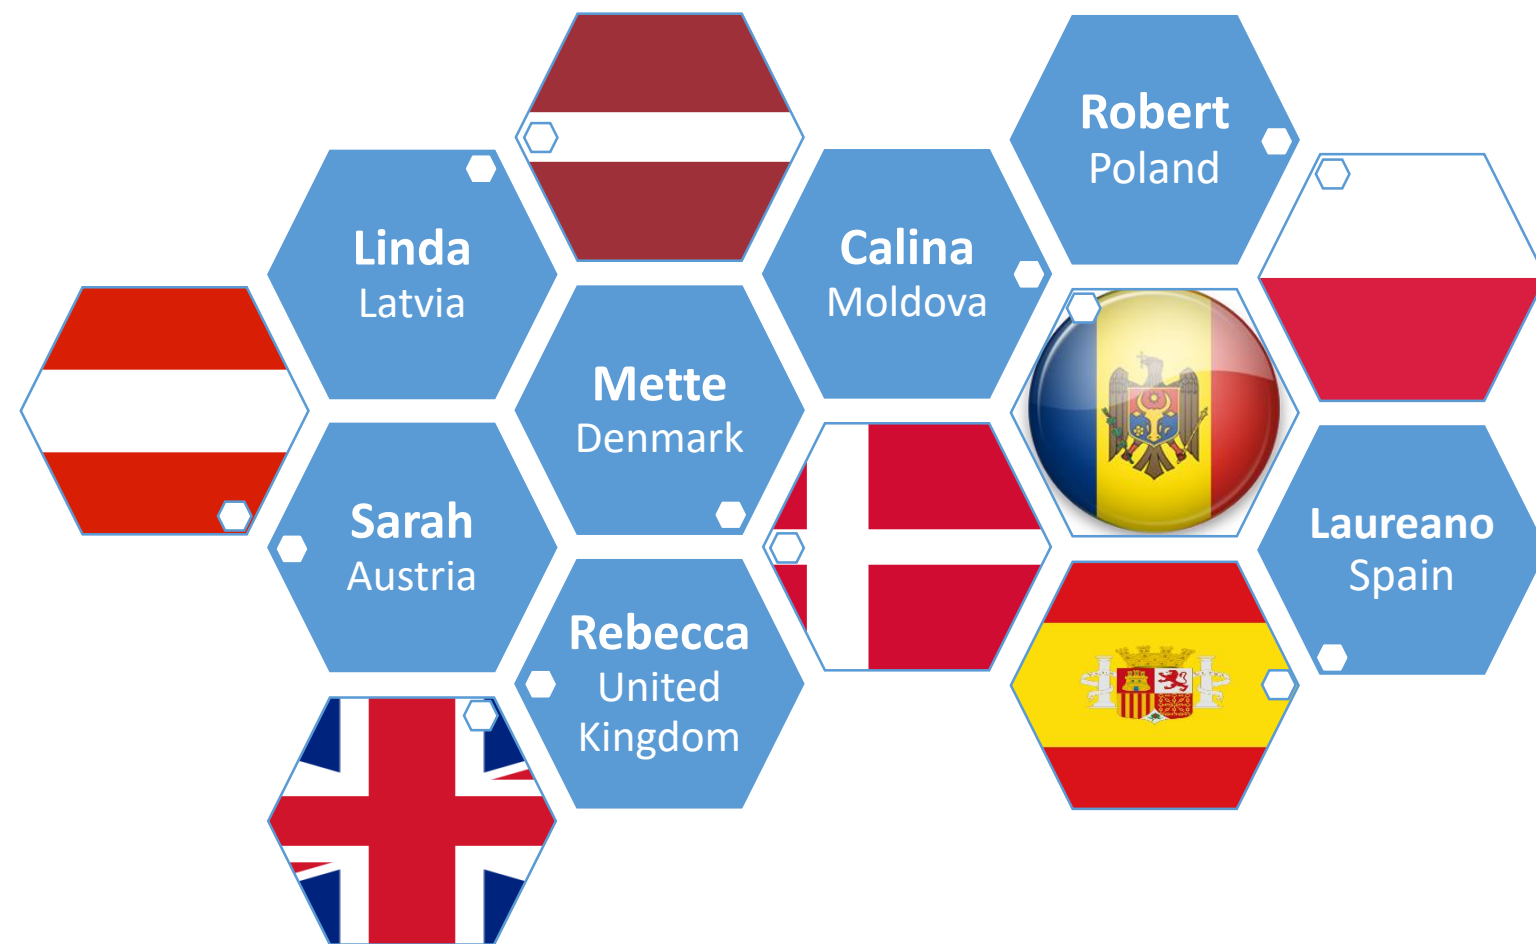 Robert
Poland
Linda
Latvia
Calina
Moldova
Mette
Denmark
Sarah
Austria
Laureano
Spain
Rebecca
United
Kingdom